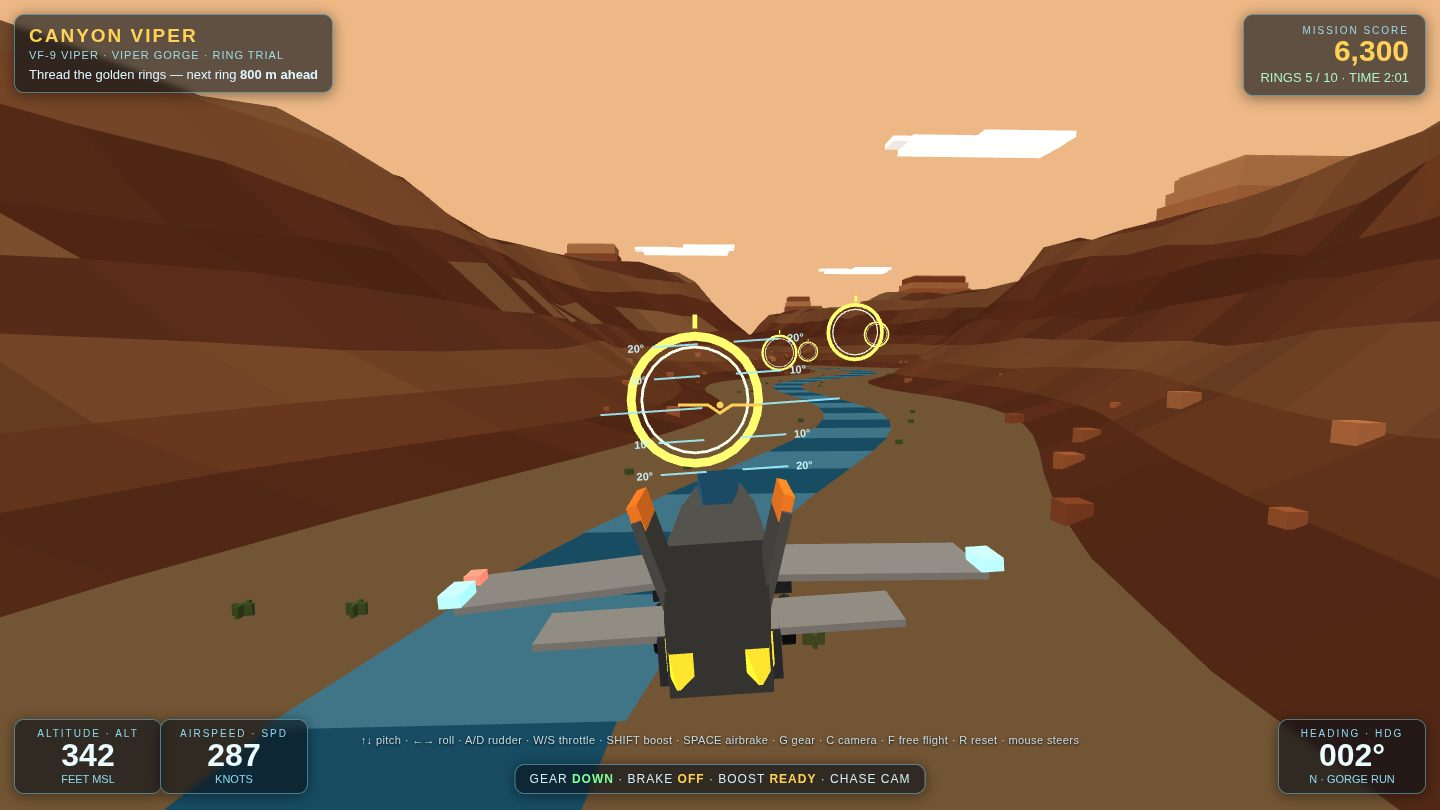 CANYON VIPER
VF-9 VIPER · VIPER GORGE · RING TRIAL
Thread the golden rings — next ring 800 m ahead
MISSION SCORE
6,300
RINGS 5 / 10 · TIME 2:01
20° 20°
10° 10°
10° 10°
20° 20°
ALTITUDE · ALT
342
FEET MSL
AIRSPEED · SPD
287
KNOTS
↑↓ pitch · ←→ roll · A/D rudder · W/S throttle · SHIFT boost · SPACE airbrake · G gear · C camera · F free flight · R reset · mouse steers
GEAR DOWN · BRAKE OFF · BOOST READY · CHASE CAM
HEADING · HDG
002°
N · GORGE RUN